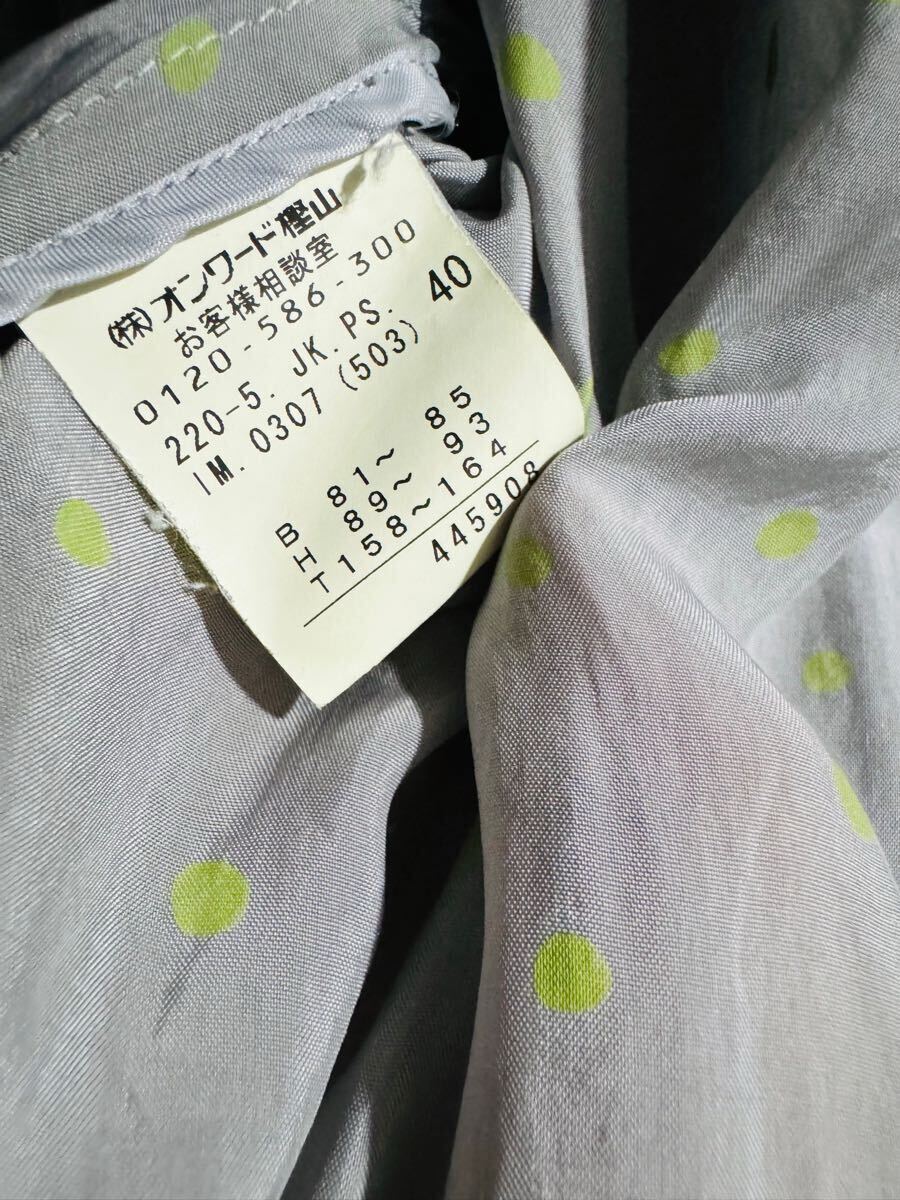 (株)オンワード樫山
お客様相談室
0120-586-300
220-5. JK. PS. 40
IM. 0307 (503)
B 81~ 85
H 89~ 93
T158~164
445908